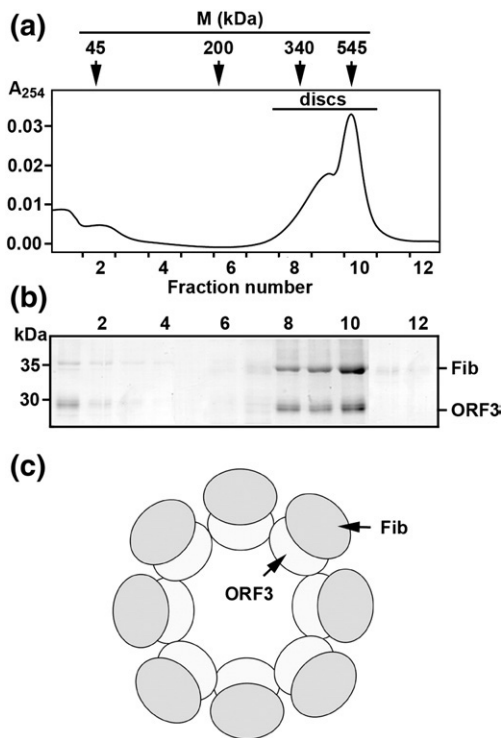 (a)
M (kDa)
45 200 340 545
A254
discs
0.03
0.02
0.01
0.00
2 4 6 8 10 12
Fraction number
(b)
2 4 6 8 10 12
kDa
35 Fib
30 ORF3
(c)
Fib
ORF3